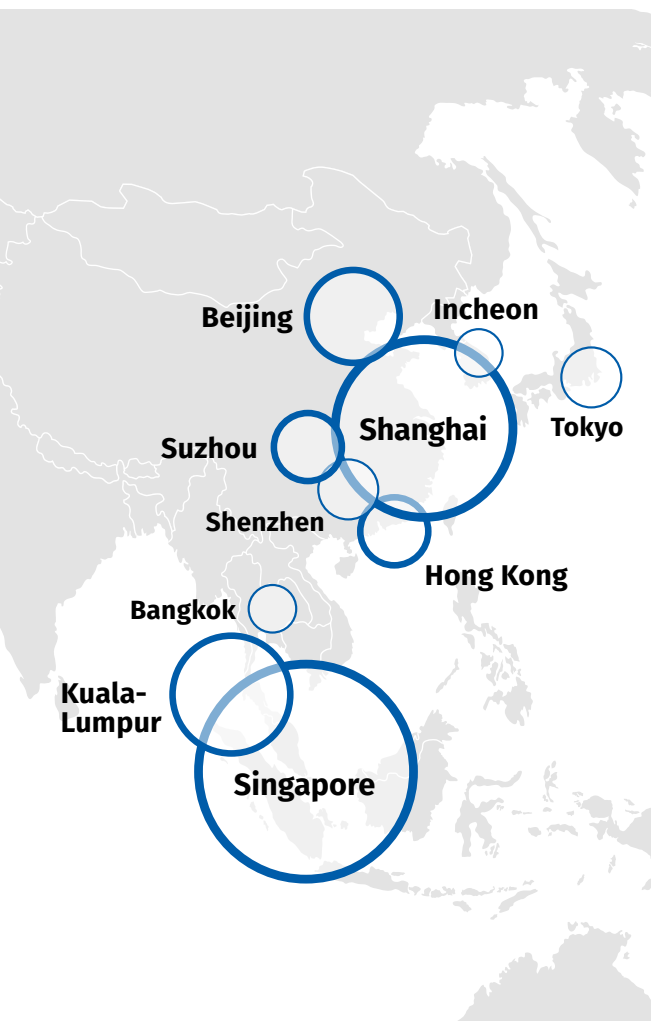 Beijing
Incheon
Shanghai
Tokyo
Suzhou
Shenzhen
Hong Kong
Bangkok
Kuala-
Lumpur
Singapore